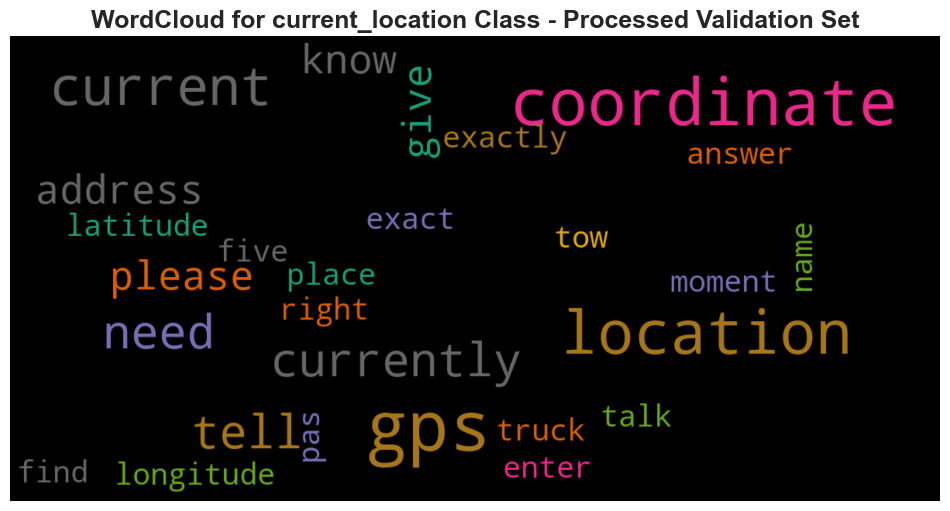 WordCloud for current_location Class - Processed Validation Set
know
current
give
coordinate
exactly
answer
address
exact
latitude
tow
five
name
please
place
moment
right
need
location
currently
tell
pas
gps
truck
talk
find
longitude
enter